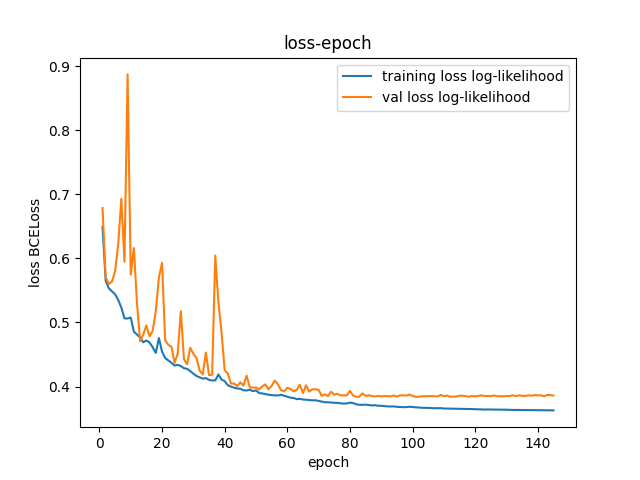 loss-epoch
training loss log-likelihood
val loss log-likelihood
loss BCELoss
0.9
0.8
0.7
0.6
0.5
0.4
0 20 40 60 80 100 120 140
epoch